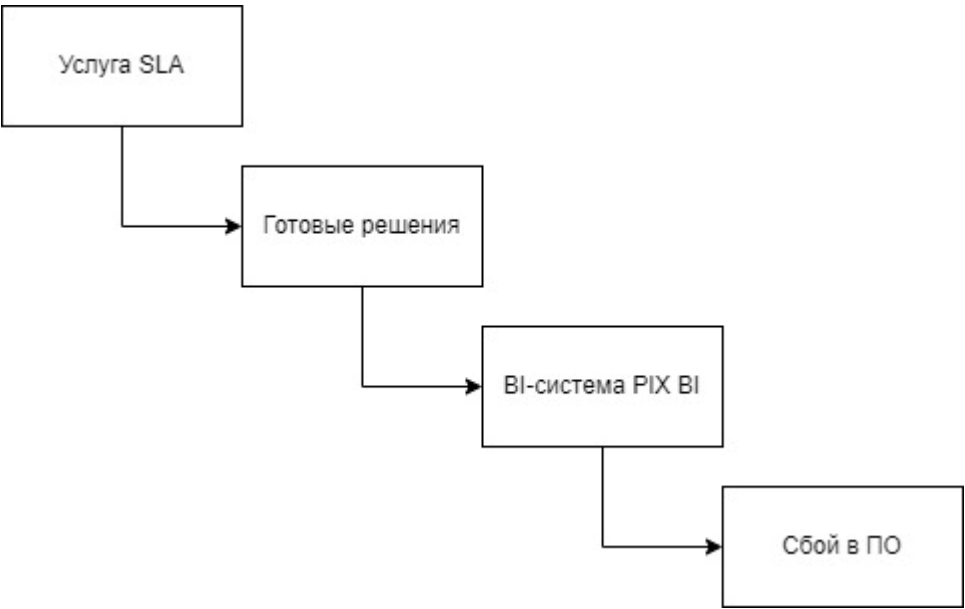 Услуга SLA
Готовые решения
BI-система PIX BI
Сбой в ПО